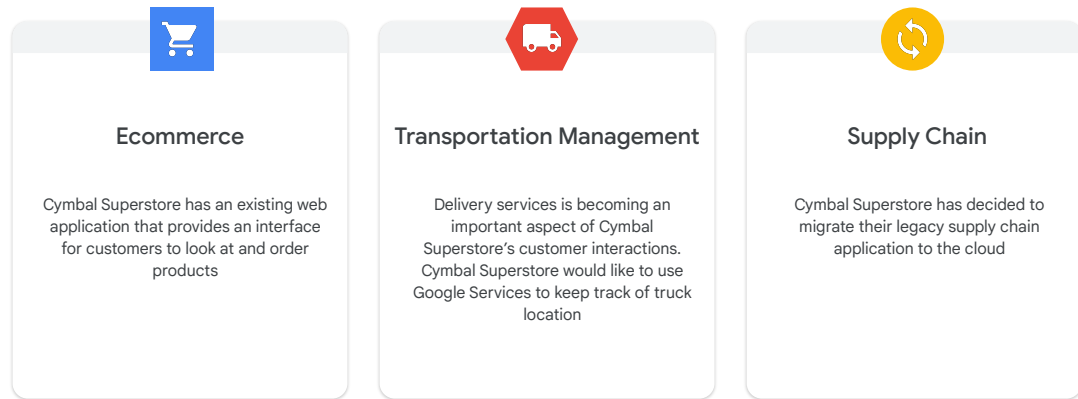 Ecommerce
Cymbal Superstore has an existing web
application that provides an interface
for customers to look at and order
products
Transportation Management
Delivery services is becoming an
important aspect of Cymbal
Superstore’s customer interactions.
Cymbal Superstore would like to use
Google Services to keep track of truck
location
Supply Chain
Cymbal Superstore has decided to
migrate their legacy supply chain
application to the cloud